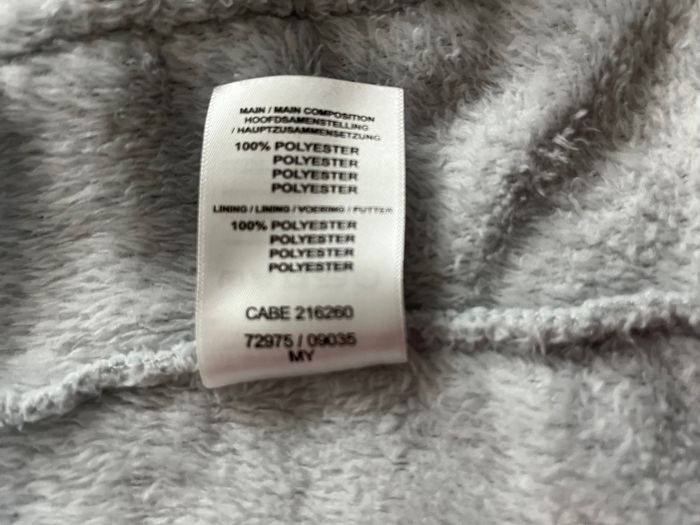 MAIN / MAIN COMPOSITION
HOOFDSAMENSTELLING
/ HAUPTZUSAMMENSETZUNG
100% POLYESTER
POLYESTER
POLYESTER
POLYESTER
LINING / LINING / VOERING / FUTTER
100% POLYESTER
POLYESTER
POLYESTER
POLYESTER
CABE 216260
72975 / 09035
MY